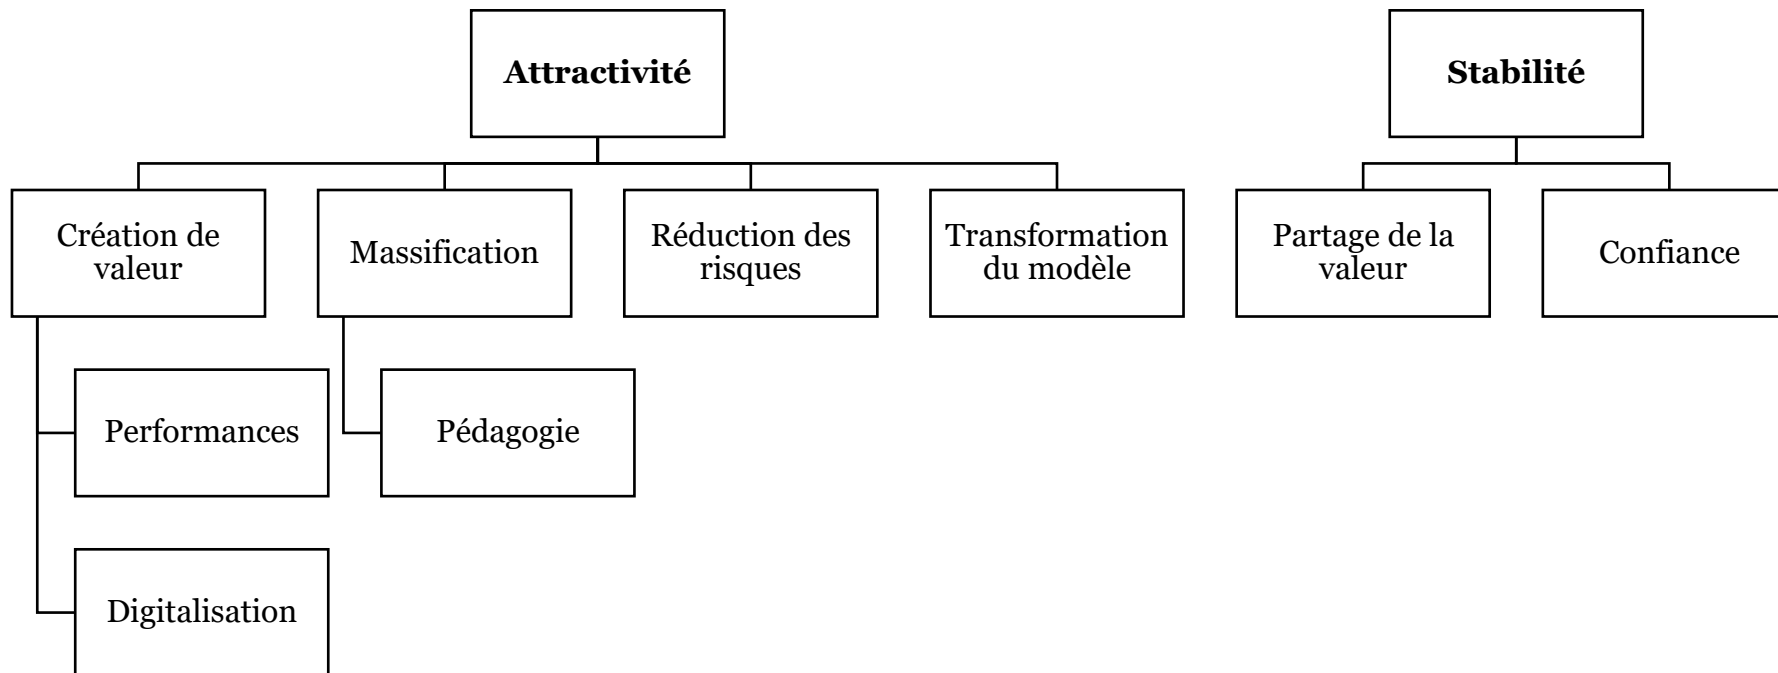 Attractivité
Stabilité
Création de
valeur
Massification
Réduction des
risques
Transformation
du modèle
Partage de la
valeur
Confiance
Performances
Pédagogie
Digitalisation